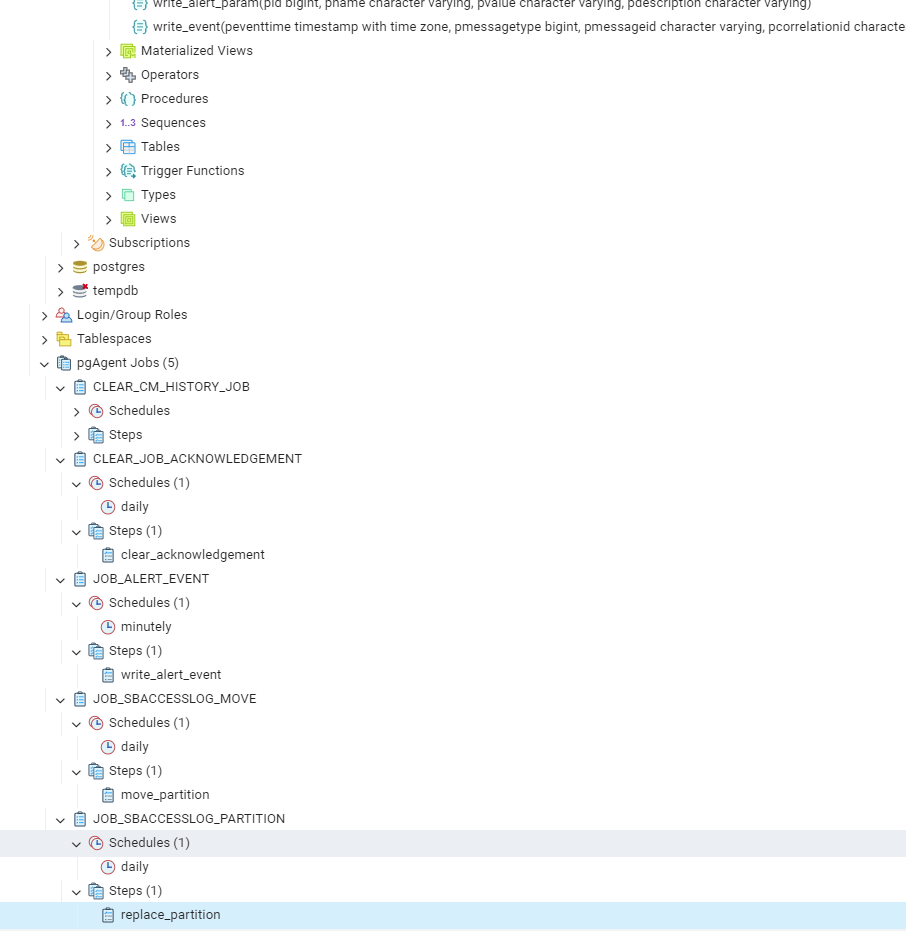 write_alert_param(pid bigint, pname character varying, pvalue character varying, pdescription character varying)
write_event(peventtime timestamp with time zone, pmessagetype bigint, pmessageid character varying, pcorrelationid characte
Materialized Views
Operators
Procedures
1..3 Sequences
Tables
Trigger Functions
Types
Views
Subscriptions
postgres
tempdb
Login/Group Roles
Tablespaces
pgAgent Jobs (5)
CLEAR_CM_HISTORY_JOB
Schedules
Steps
CLEAR_JOB_ACKNOWLEDGEMENT
Schedules (1)
daily
Steps (1)
clear_acknowledgement
JOB_ALERT_EVENT
Schedules (1)
minutely
Steps (1)
write_alert_event
JOB_SBACCESSLOG_MOVE
Schedules (1)
daily
Steps (1)
move_partition
JOB_SBACCESSLOG_PARTITION
Schedules (1)
daily
Steps (1)
replace_partition